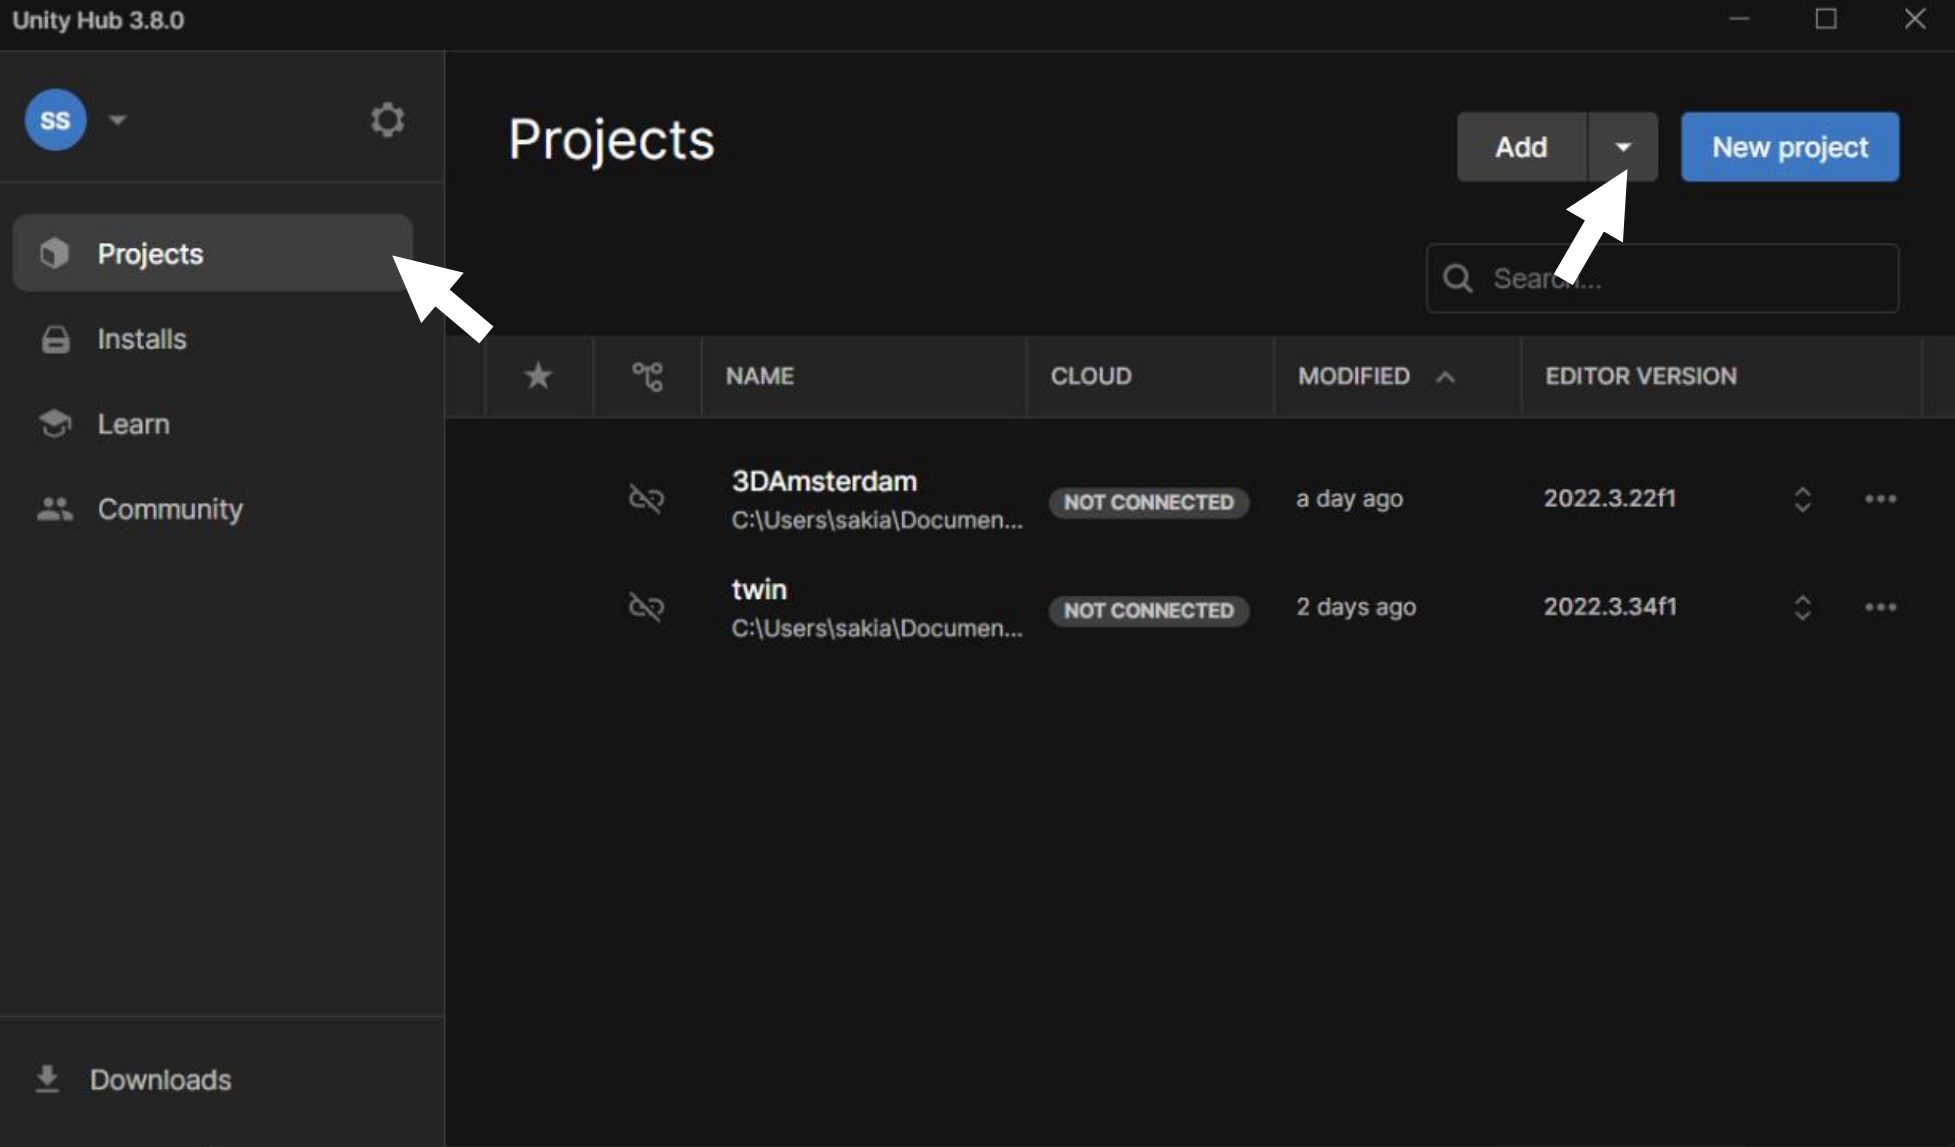 Unity Hub 3.8.0
SS
Projects
Add
New project
Projects
Installs
Learn
Community
NAME
CLOUD
MODIFIED
EDITOR VERSION
3DAmsterdam
C:\Users\sakia\Documen...
NOT CONNECTED
a day ago
2022.3.22f1
twin
C:\Users\sakia\Documen...
NOT CONNECTED
2 days ago
2022.3.34f1
Downloads